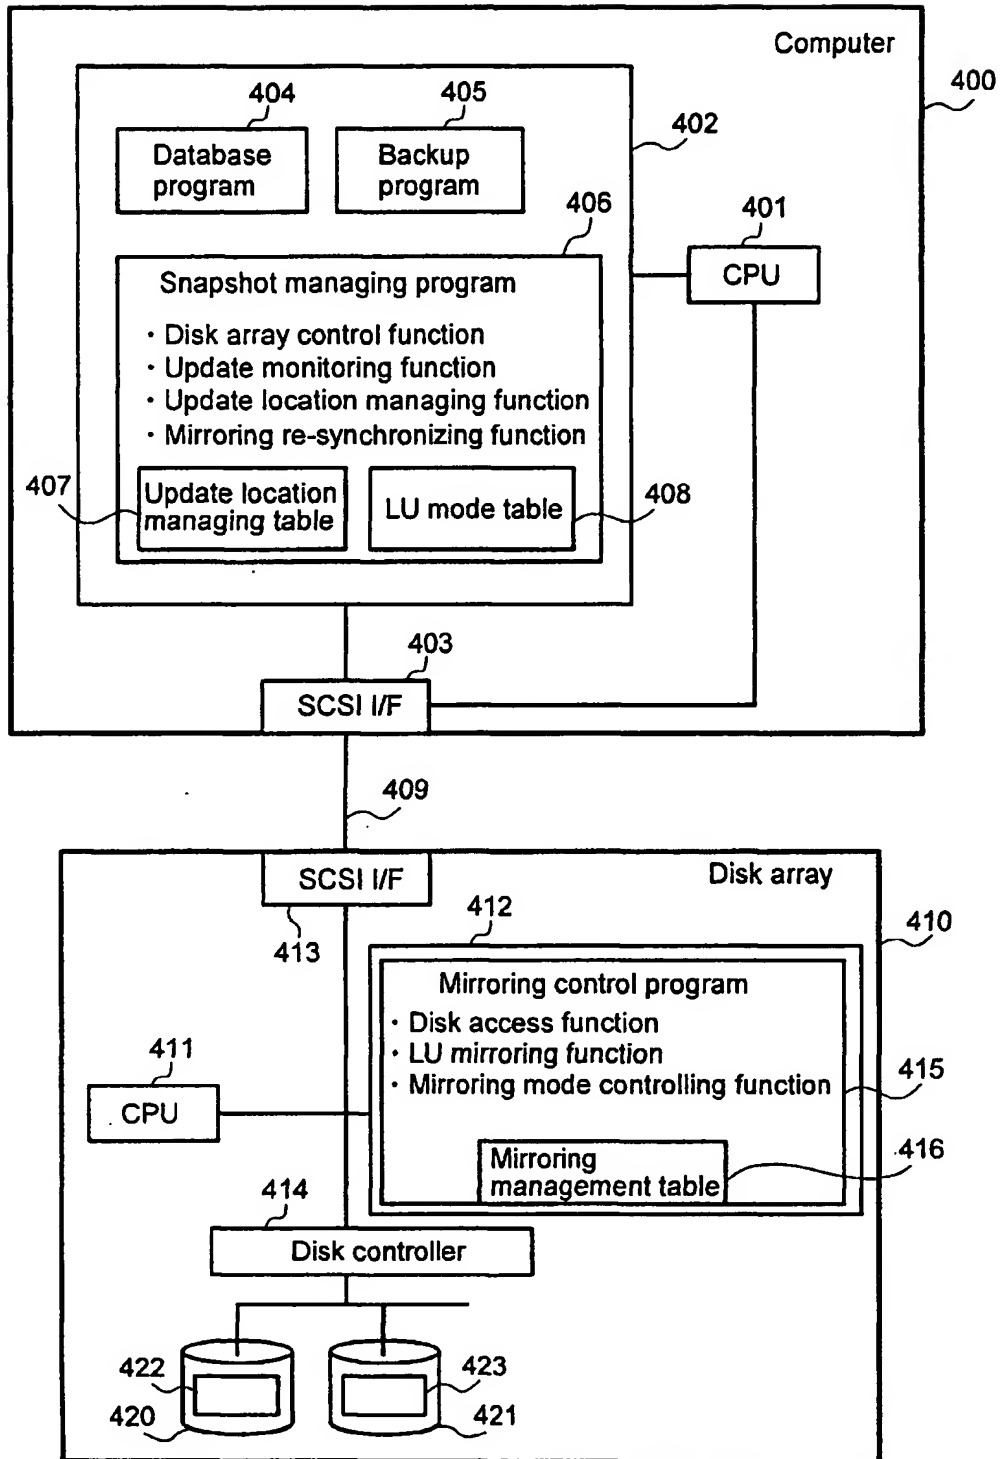 Computer
400
404
405
402
Database
program
Backup
program
406
401
CPU
Snapshot managing program
· Disk array control function
· Update monitoring function
· Update location managing function
· Mirroring re-synchronizing function
407
Update location
managing table
LU mode table
408
403
SCSI I/F
409
SCSI I/F
Disk array
413
412
410
Mirroring control program
· Disk access function
· LU mirroring function
· Mirroring mode controlling function
411
CPU
415
Mirroring
management table
416
414
Disk controller
422
423
420
421